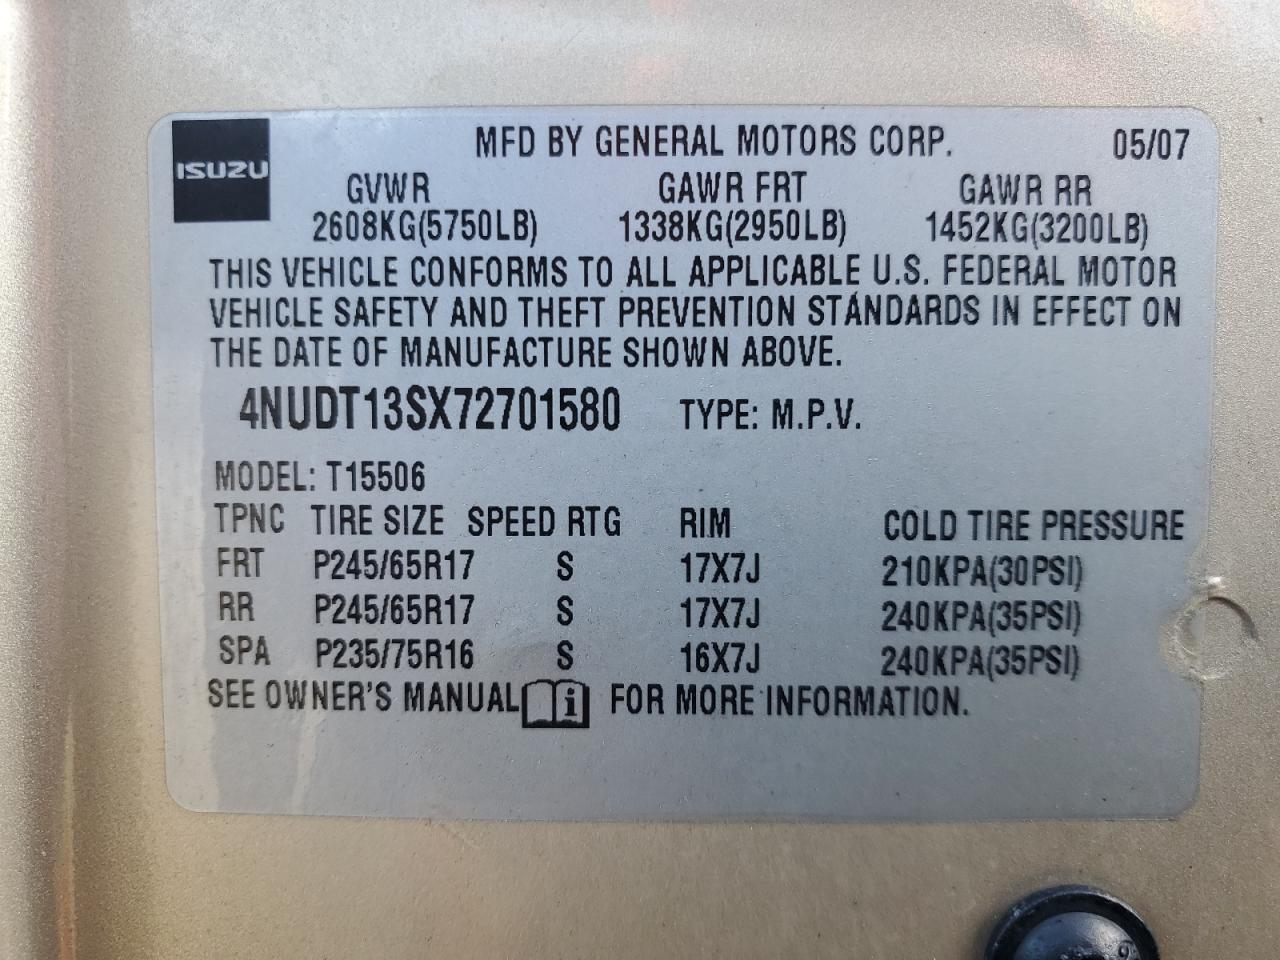 ISUZU
MFD BY GENERAL MOTORS CORP. 05/07
GVWR GAWR FRT GAWR RR
2608KG(5750LB) 1338KG(2950LB) 1452KG(3200LB)
THIS VEHICLE CONFORMS TO ALL APPLICABLE U.S. FEDERAL MOTOR
VEHICLE SAFETY AND THEFT PREVENTION STANDARDS IN EFFECT ON
THE DATE OF MANUFACTURE SHOWN ABOVE.
4NUDT13SX72701580 TYPE: M.P.V.
MODEL: T15506
TPNC TIRE SIZE SPEED RTG RIM COLD TIRE PRESSURE
FRT P245/65R17 S 17X7J 210KPA(30PSI)
RR P245/65R17 S 17X7J 240KPA(35PSI)
SPA P235/75R16 S 16X7J 240KPA(35PSI)
SEE OWNER'S MANUAL i FOR MORE INFORMATION.